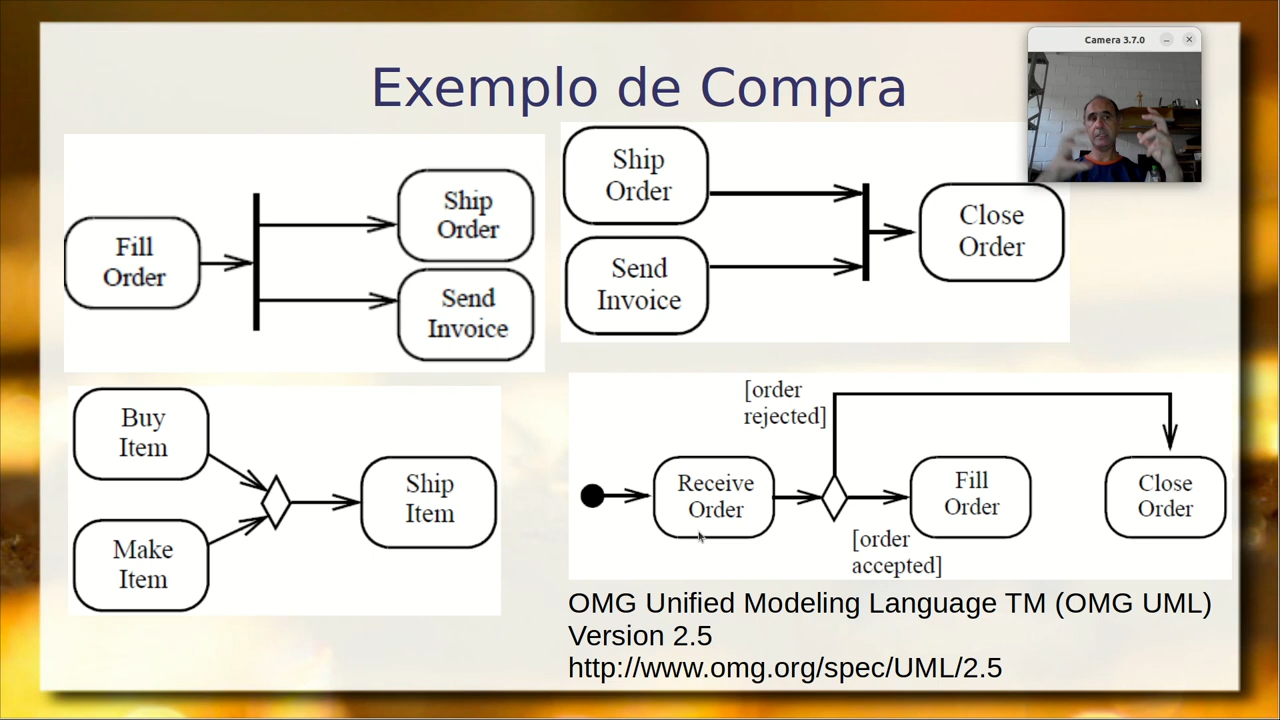 Camera 3.7.0
Exemplo de Compra
Fill
Order
Ship
Order
Send
Invoice
Ship
Order
Send
Invoice
Close
Order
Buy
Item
Make
Item
Ship
Item
[order
rejected]
Receive
Order
Fill
Order
Close
Order
[order
accepted]
OMG Unified Modeling Language TM (OMG UML)
Version 2.5
http://www.omg.org/spec/UML/2.5